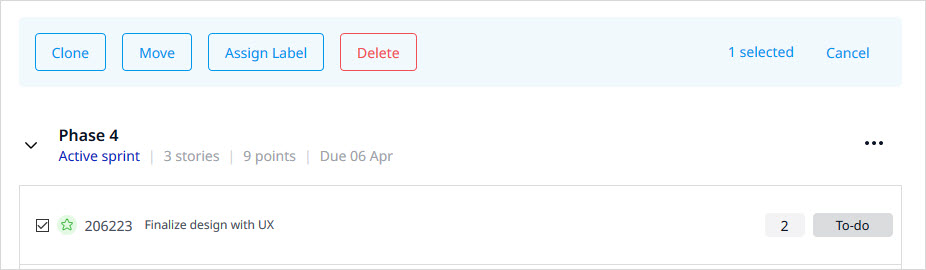 Clone Move Assign Label Delete 1 selected Cancel
Phase 4
Active sprint | 3 stories | 9 points | Due 06 Apr
206223 Finalize design with UX 2 To-do